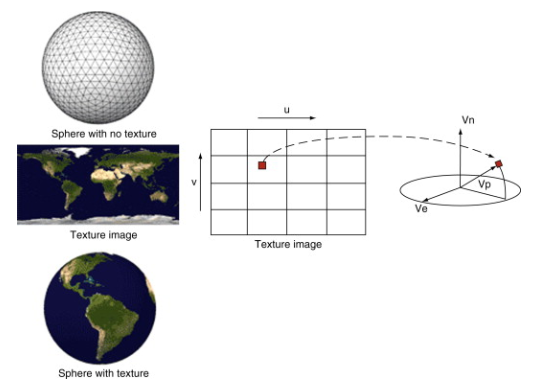 Sphere with no texture
Texture image
Sphere with texture
u
v
Texture image
Vn
Vp
Ve